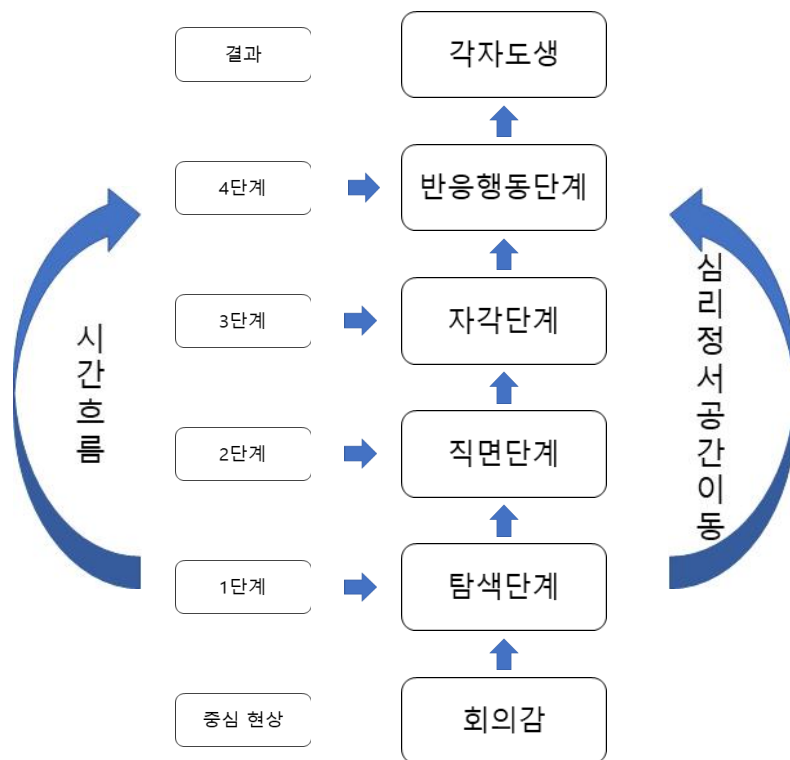 결과
각자도생
4단계
반응행동단계
3단계
자각단계
2단계
직면단계
1단계
탐색단계
중심 현상
회의감
시간흐름
심리정서공간이동